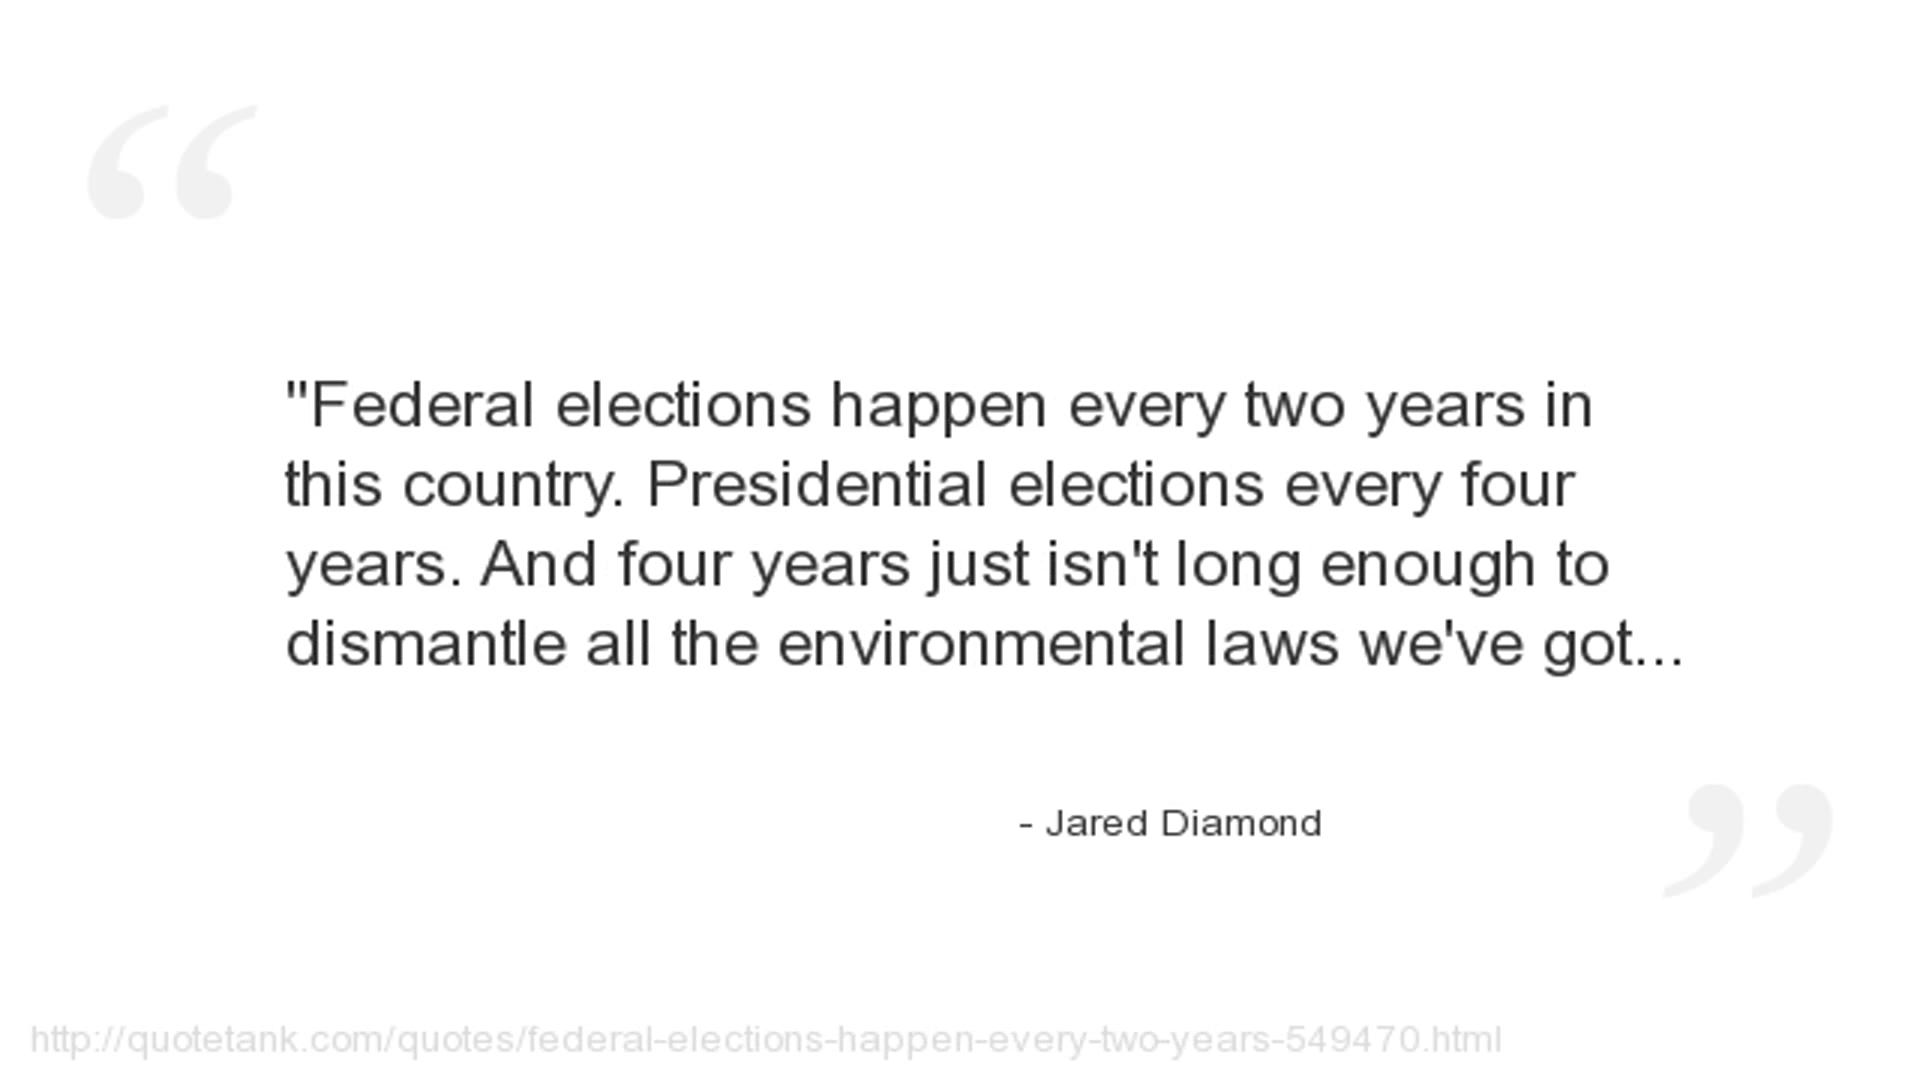 "Federal elections happen every two years in
this country. Presidential elections every four
years. And four years just isn't long enough to
dismantle all the environmental laws we've got...
- Jared Diamond
http://quotetank.com/quotes/federal-elections-happen-every-two-years-549470.html